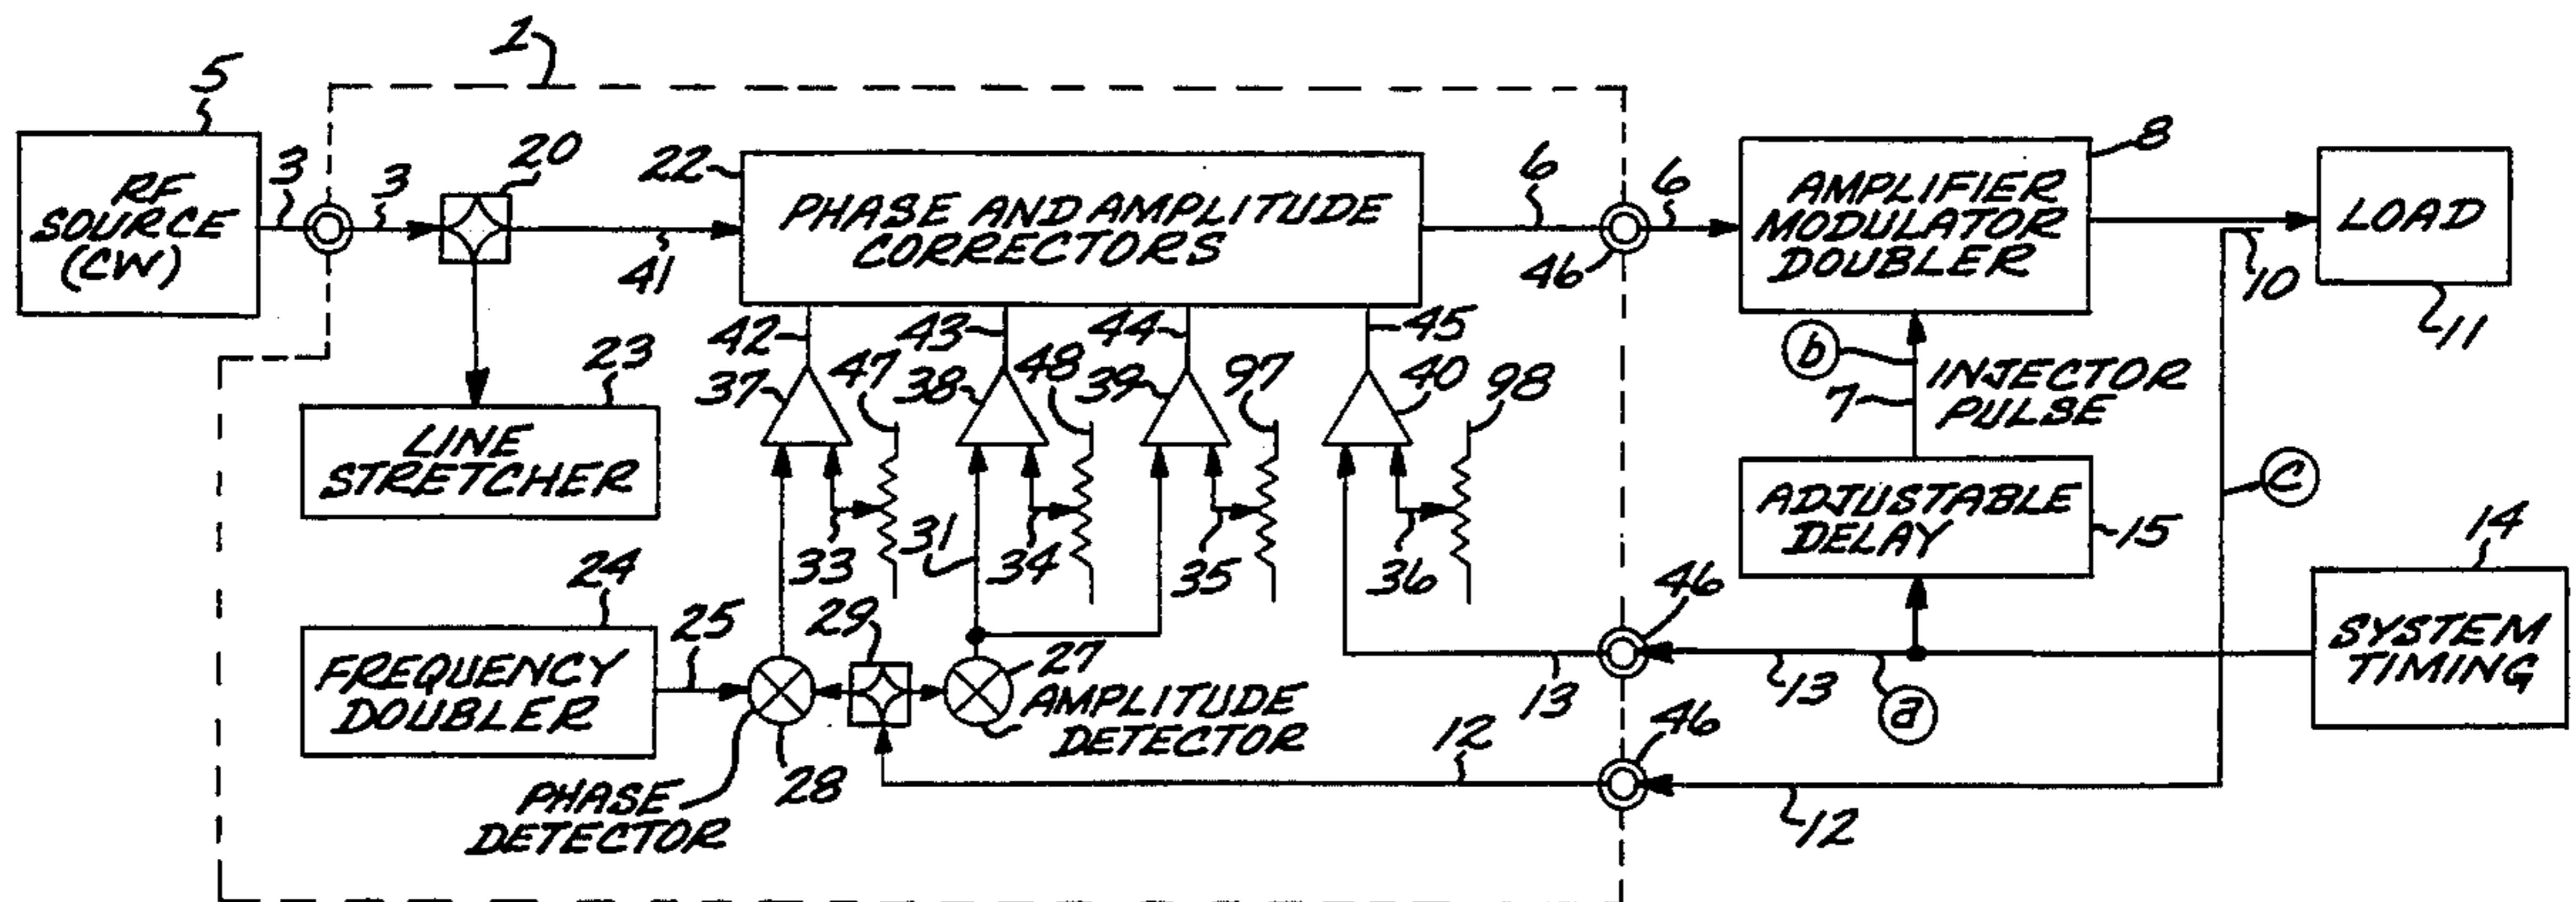 1
5
RF
SOURCE
(CW)
3
3
20
41
22
PHASE AND AMPLITUDE
CORRECTORS
6
46
6
8
AMPLIFIER
MODULATOR
DOUBLER
10
LOAD
11
23
LINE
STRETCHER
42
43
44
45
37
47
38
48
39
97
40
98
33
31
34
35
36
b
7
INJECTOR
PULSE
c
ADJUSTABLE
DELAY
15
14
SYSTEM
TIMING
24
FREQUENCY
DOUBLER
25
29
27
AMPLITUDE
DETECTOR
28
PHASE
DETECTOR
46
13
13
a
46
12
12